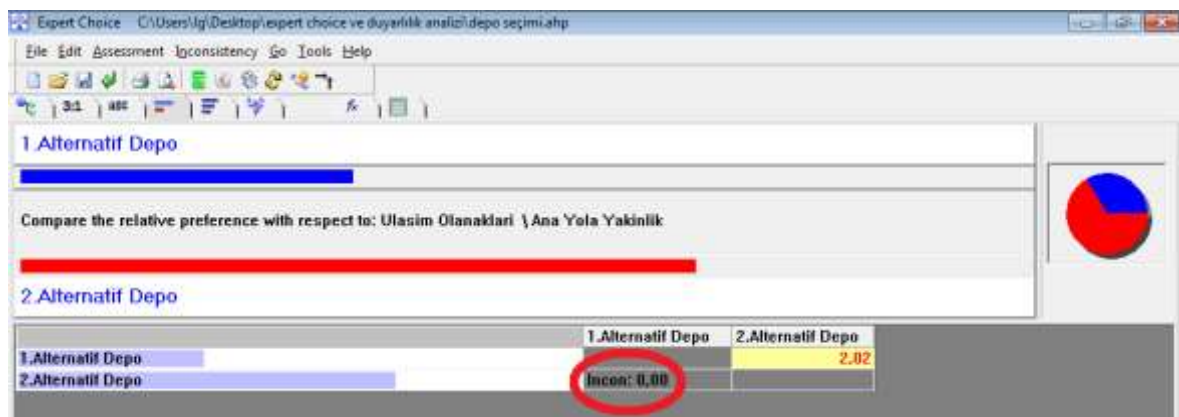 Expert Choice C:\Users\lg\Desktop\expert choice ve duyarlılık analizi\depo seçimi.ahp
File Edit Assessment Inconsistency Go Tools Help
3:1 ABC
1.Alternatif Depo
Compare the relative preference with respect to: Ulasim Olanaklari \ Ana Yola Yakinlik
2.Alternatif Depo
1.Alternatif Depo 2.Alternatif Depo
1.Alternatif Depo 2,02
2.Alternatif Depo Incon: 0,00